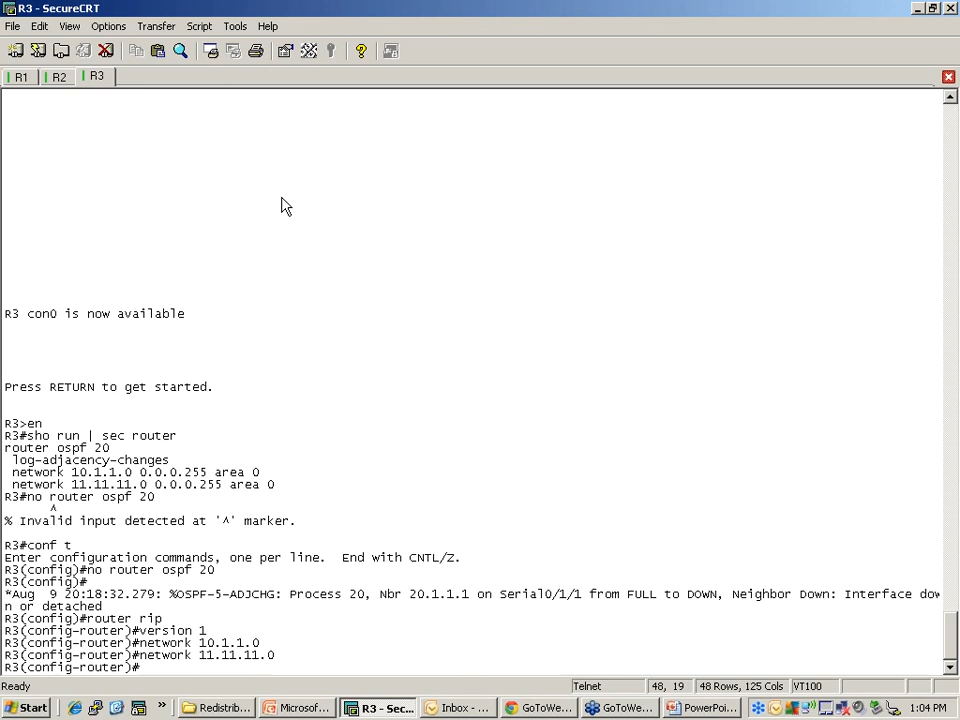 R3 - SecureCRT
File Edit View Options Transfer Script Tools Help
R1 R2 R3
R3 con0 is now available
Press RETURN to get started.
R3>en
R3#sho run | sec router
router ospf 20
log-adjacency-changes
network 10.1.1.0 0.0.0.255 area 0
network 11.11.11.0 0.0.0.255 area 0
R3#no router ospf 20
^
% Invalid input detected at '^' marker.
R3#conf t
Enter configuration commands, one per line. End with CNTL/Z.
R3(config)#no router ospf 20
R3(config)#
*Aug 9 20:18:32.279: %OSPF-5-ADJCHG: Process 20, Nbr 20.1.1.1 on Serial0/1/1 from FULL to DOWN, Neighbor Down: Interface dow
n or detached
R3(config)#router rip
R3(config-router)#version 1
R3(config-router)#network 10.1.1.0
R3(config-router)#network 11.11.11.0
R3(config-router)#
Ready Telnet 48, 19 48 Rows, 125 Cols VT100
Start » Redistrib... Microsof... R3 - Sec... Inbox - ... GoToWe... GoToWe... PowerPoi... 1:04 PM